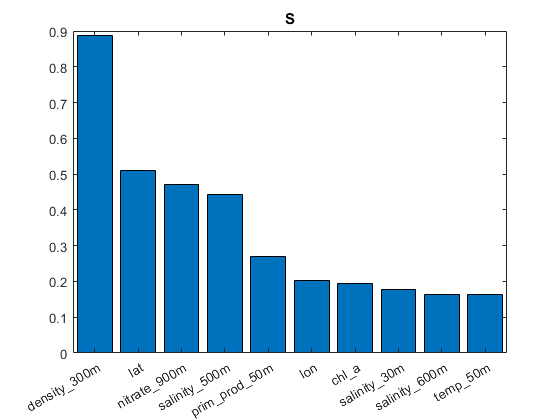 S
0.9
0.8
0.7
0.6
0.5
0.4
0.3
0.2
0.1
0
density_300m
lat
nitrate_900m
salinity_500m
prim_prod_50m
lon
chl_a
salinity_30m
salinity_600m
temp_50m